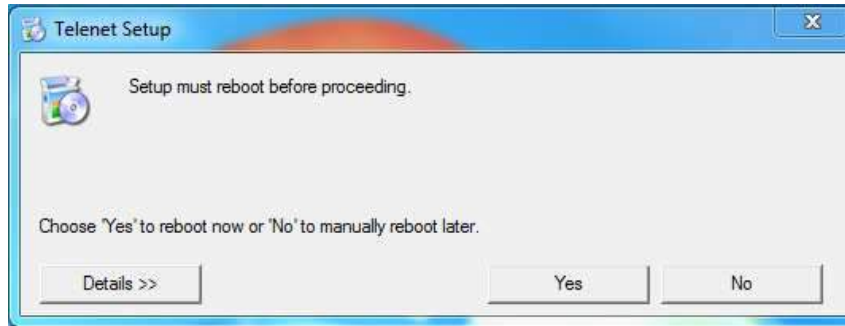 Telenet Setup
Setup must reboot before proceeding.
Choose 'Yes' to reboot now or 'No' to manually reboot later.
Details >>
Yes
No